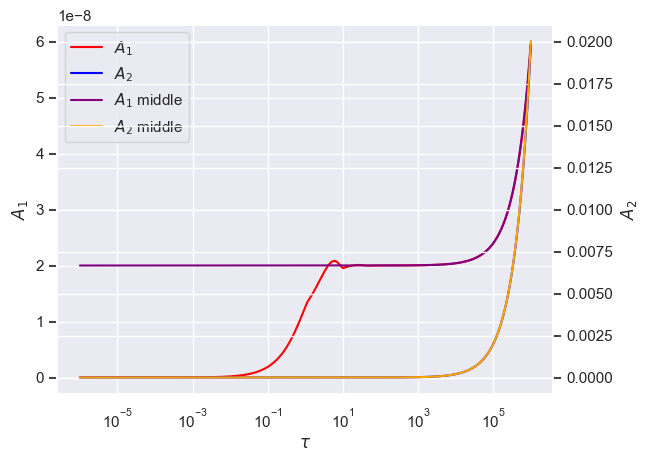 1e−8
6
5
4
3
2
1
0
A₁
A₂
A₁ middle
A₂ middle
0.0200
0.0175
0.0150
0.0125
0.0100
0.0075
0.0050
0.0025
0.0000
A₁
A₂
10⁻⁵
10⁻³
10⁻¹
10¹
10³
10⁵
τ